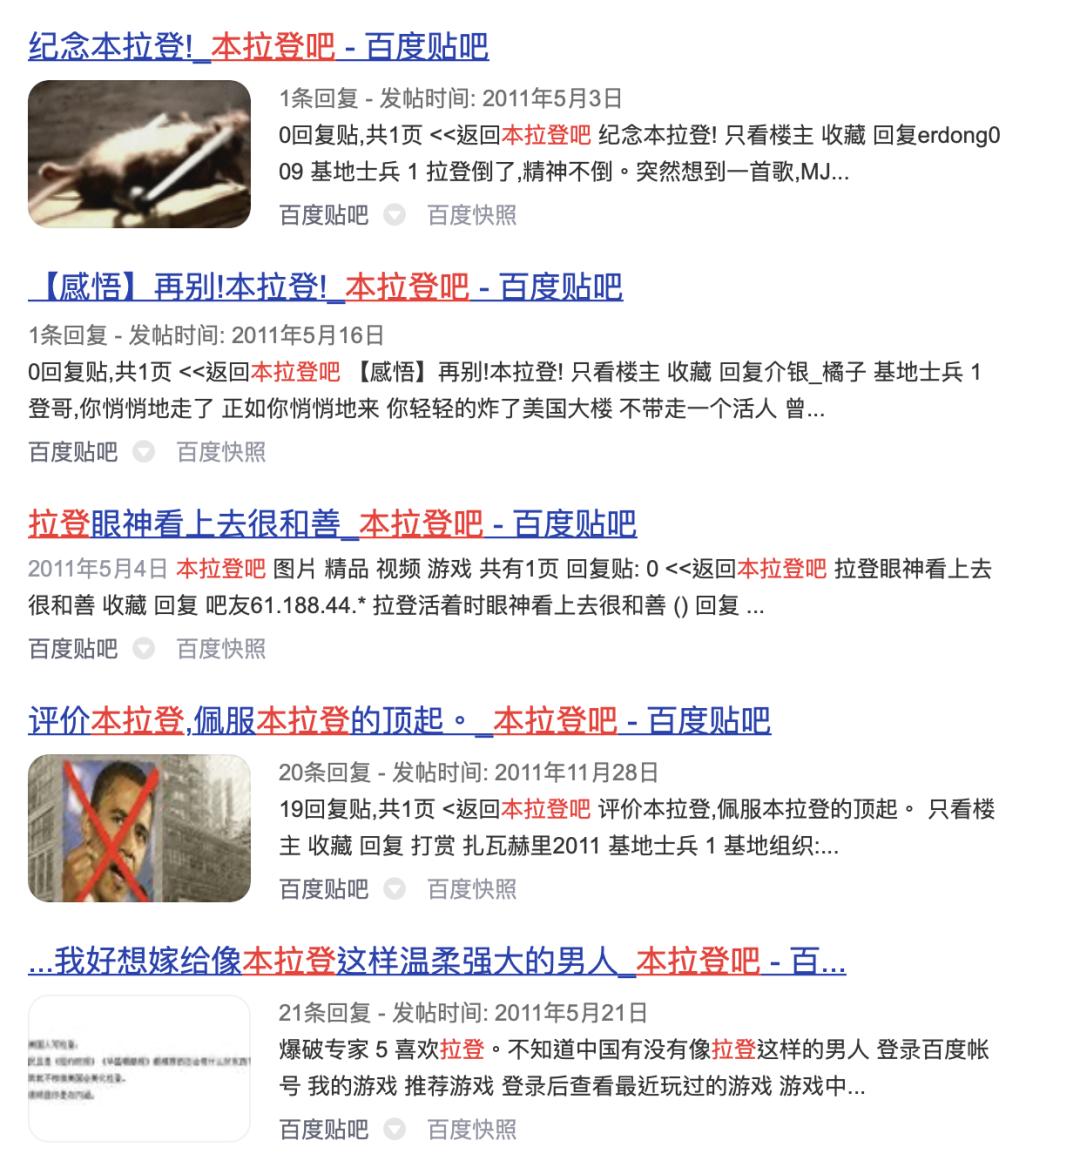 纪念本拉登!_本拉登吧 - 百度贴吧
1条回复 - 发帖时间: 2011年5月3日
0回复贴,共1页 <<返回本拉登吧 纪念本拉登! 只看楼主 收藏 回复erdong0
09 基地士兵 1 拉登倒了,精神不倒。突然想到一首歌,MJ...
百度贴吧 百度快照
【感悟】再别!本拉登!_本拉登吧 - 百度贴吧
1条回复 - 发帖时间: 2011年5月16日
0回复贴,共1页 <<返回本拉登吧 【感悟】再别!本拉登! 只看楼主 收藏 回复介银_橘子 基地士兵 1
登哥,你悄悄地走了 正如你悄悄地来 你轻轻的炸了美国大楼 不带走一个活人 曾...
百度贴吧 百度快照
拉登眼神看上去很和善_本拉登吧 - 百度贴吧
2011年5月4日 本拉登吧 图片 精品 视频 游戏 共有1页 回复贴: 0 <<返回本拉登吧 拉登眼神看上去
很和善 收藏 回复 吧友61.188.44.* 拉登活着时眼神看上去很和善 () 回复 ...
百度贴吧 百度快照
评价本拉登,佩服本拉登的顶起。_本拉登吧 - 百度贴吧
20条回复 - 发帖时间: 2011年11月28日
19回复贴,共1页 <返回本拉登吧 评价本拉登,佩服本拉登的顶起。 只看楼
主 收藏 回复 打赏 扎瓦赫里2011 基地士兵 1 基地组织:...
百度贴吧 百度快照
...我好想嫁给像本拉登这样温柔强大的男人_本拉登吧 - 百...
21条回复 - 发帖时间: 2011年5月21日
爆破专家 5 喜欢拉登。不知道中国有没有像拉登这样的男人 登录百度帐
号 我的游戏 推荐游戏 登录后查看最近玩过的游戏 游戏中...
百度贴吧 百度快照